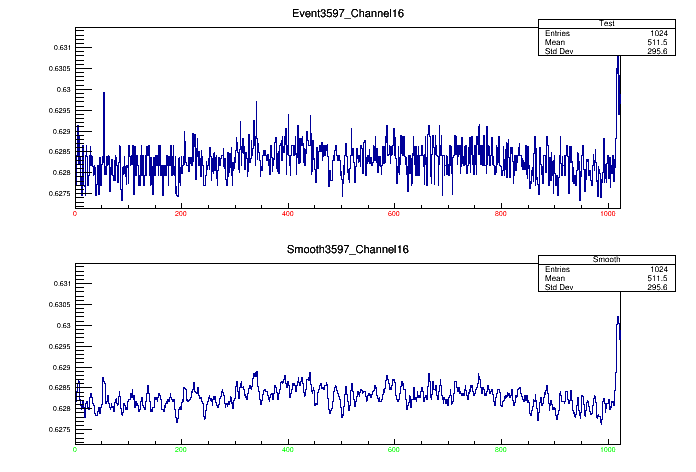 Event3597_Channel16
Test
Entries 1024
Mean 511.5
Std Dev 295.6
0.631
0.6305
0.63
0.6295
0.629
0.6285
0.628
0.6275
0 200 400 600 800 1000
Smooth3597_Channel16
Smooth
Entries 1024
Mean 511.5
Std Dev 295.6
0.631
0.6305
0.63
0.6295
0.629
0.6285
0.628
0.6275
0 200 400 600 800 1000